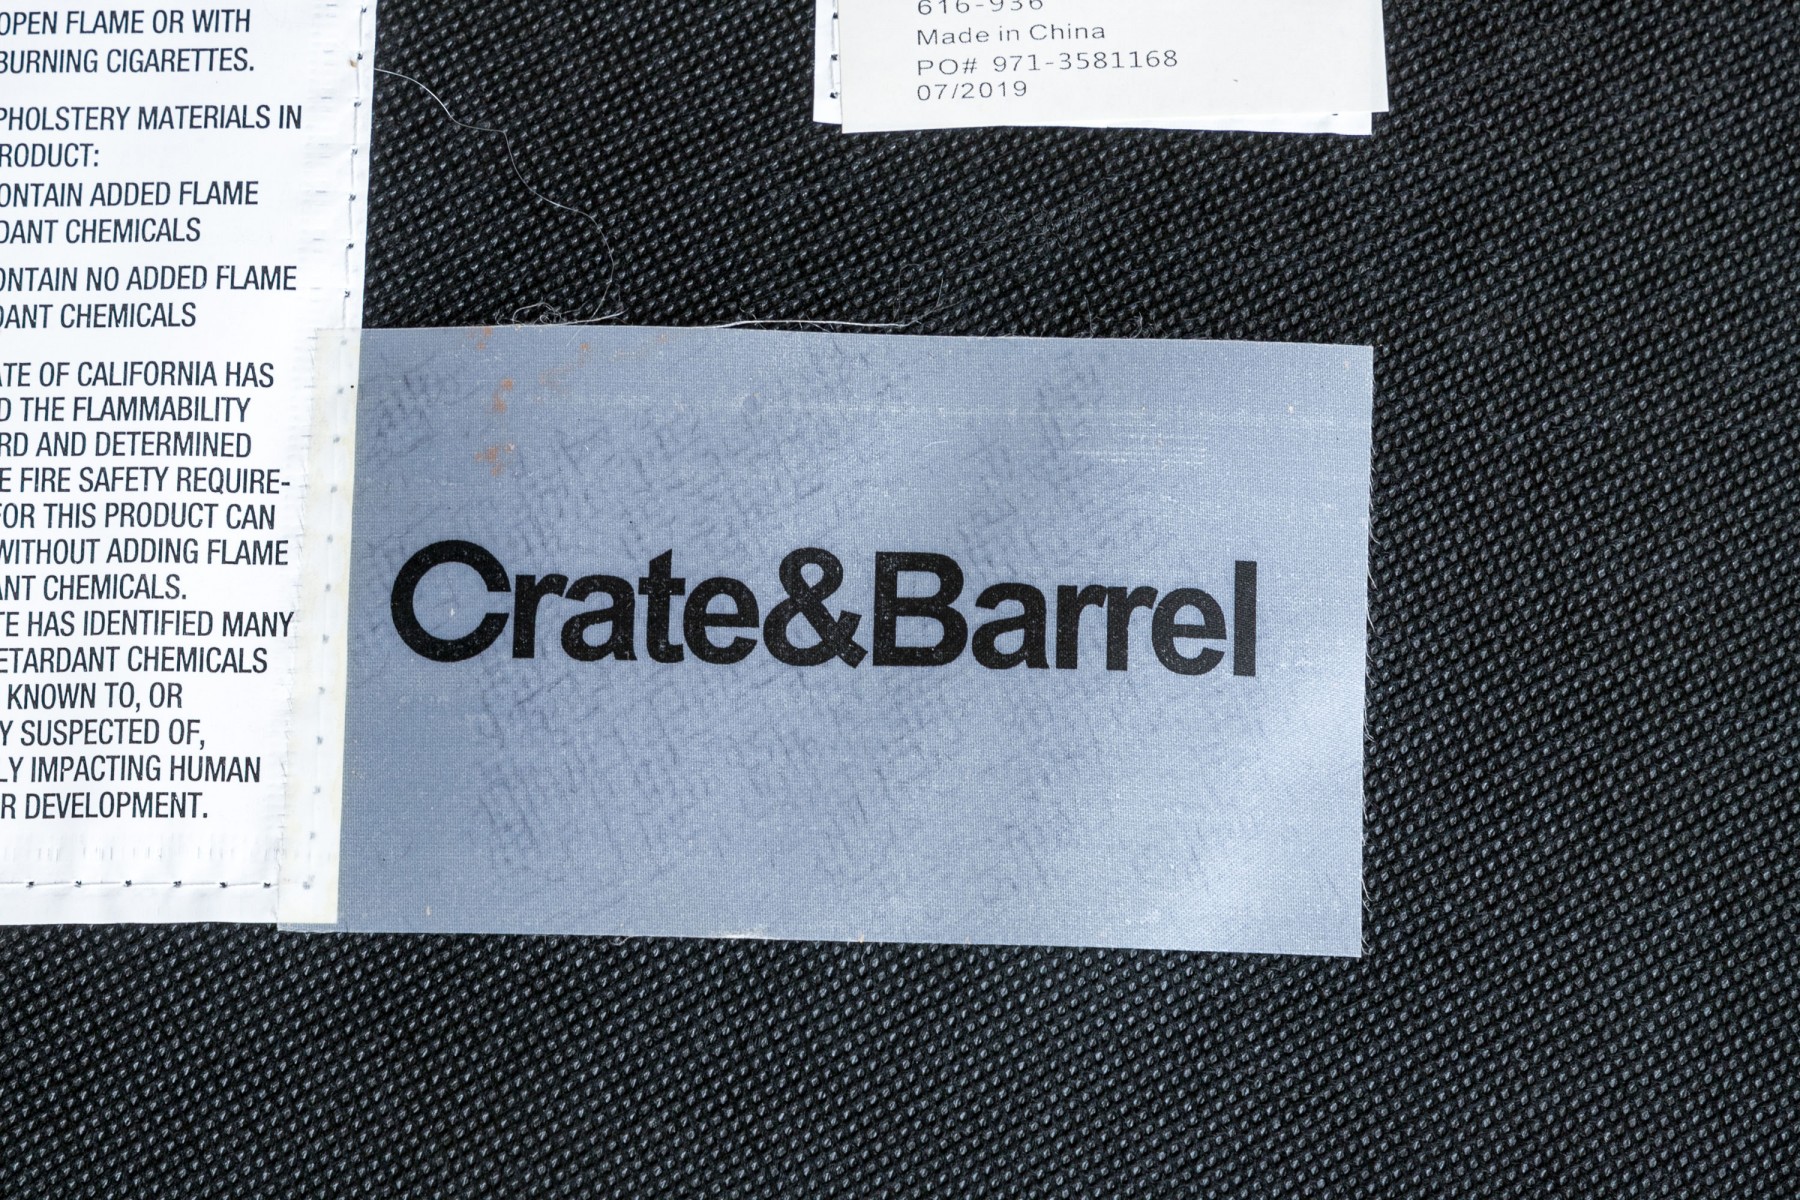 OPEN FLAME OR WITH
BURNING CIGARETTES.
PHOLSTERY MATERIALS IN
RODUCT:
ONTAIN ADDED FLAME
DANT CHEMICALS
ONTAIN NO ADDED FLAME
DANT CHEMICALS
ATE OF CALIFORNIA HAS
D THE FLAMMABILITY
RD AND DETERMINED
E FIRE SAFETY REQUIRE-
FOR THIS PRODUCT CAN
WITHOUT ADDING FLAME
ANT CHEMICALS.
TE HAS IDENTIFIED MANY
ETARDANT CHEMICALS
KNOWN TO, OR
Y SUSPECTED OF,
LY IMPACTING HUMAN
R DEVELOPMENT.
616-936
Made in China
PO# 971-3581168
07/2019
Crate&Barrel